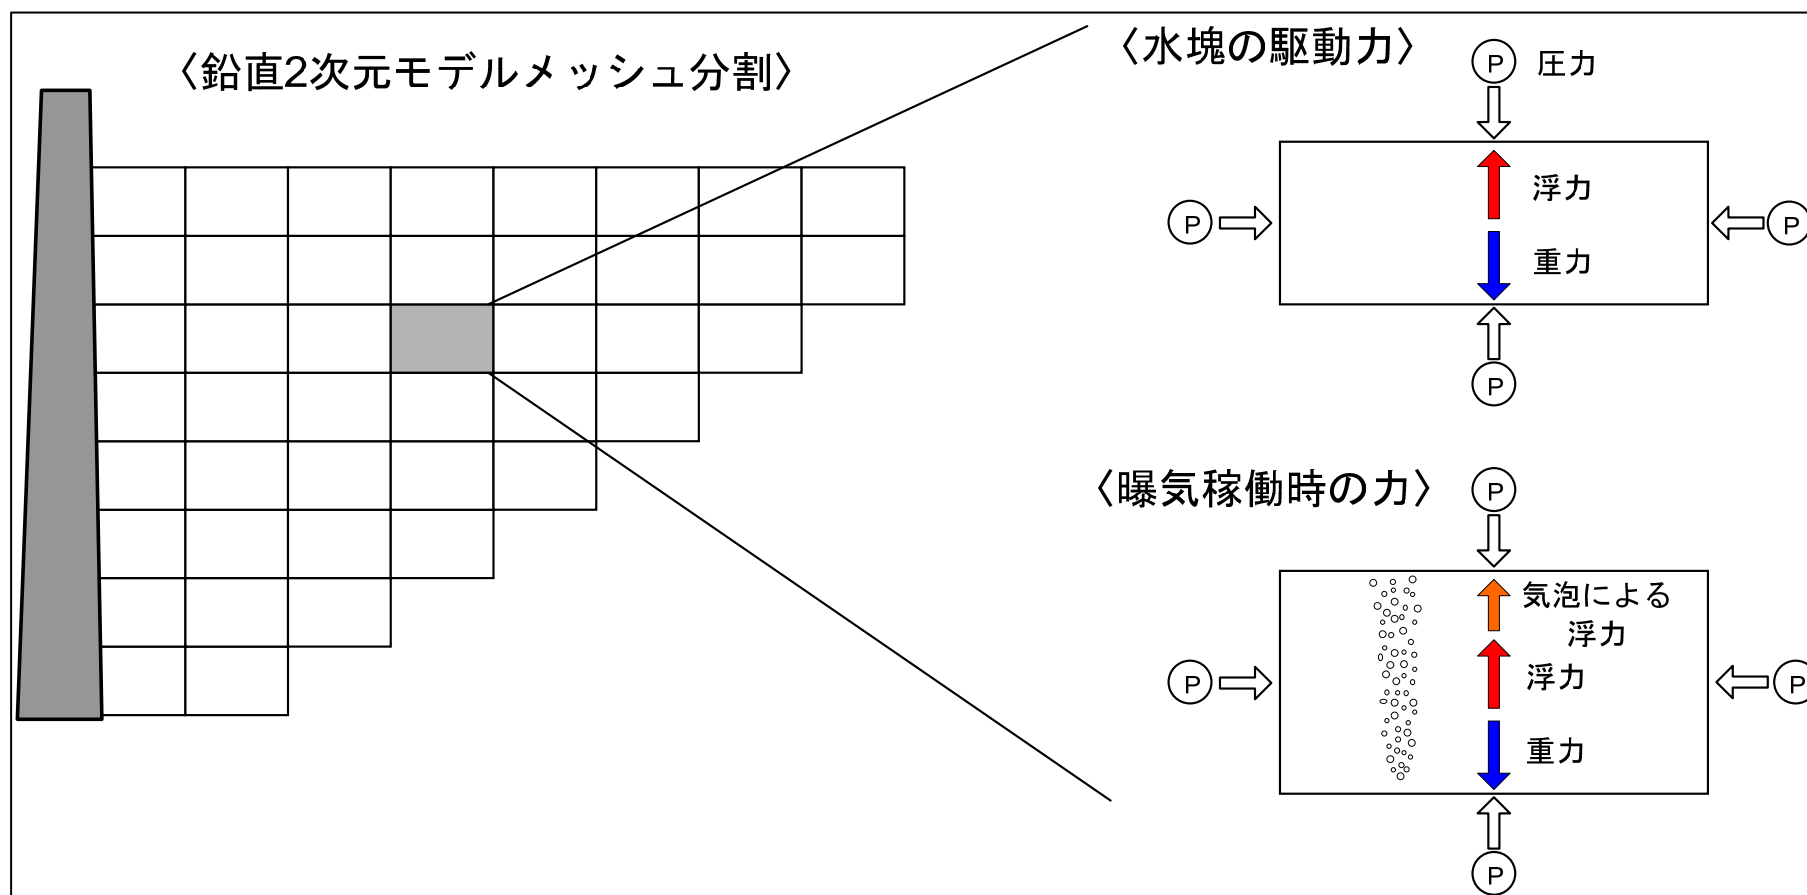 〈鉛直2次元モデルメッシュ分割〉
〈水塊の駆動力〉
P 圧力
浮力
P
P
重力
P
〈曝気稼働時の力〉
P
気泡による
浮力
浮力
P
P
重力
P